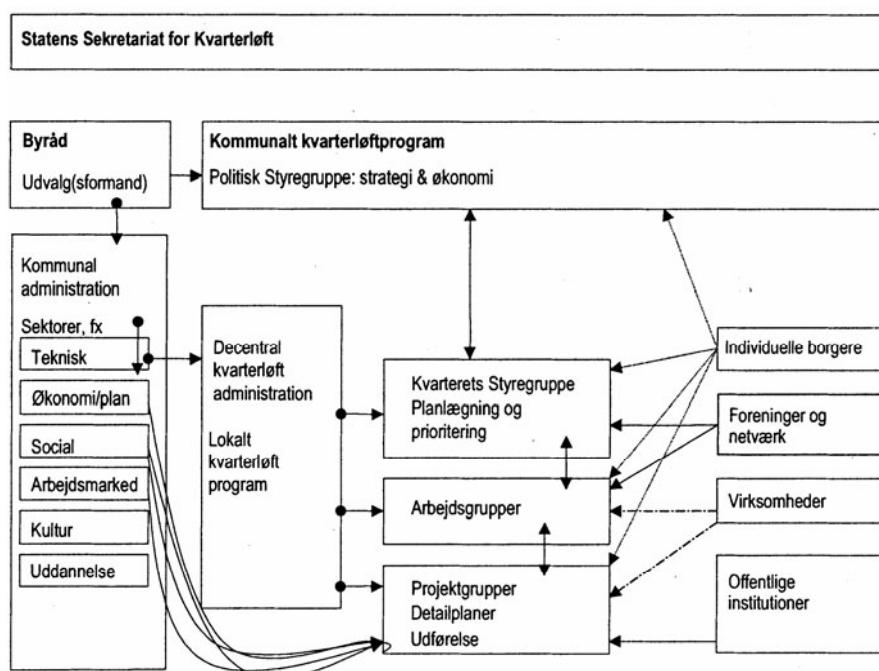 Statens Sekretariat for Kvarterløft
Byråd
Udvalg(sformand)
Kommunalt kvarterløftprogram
Politisk Styregruppe: strategi & økonomi
Kommunal
administration
Sektorer, fx
Teknisk
Økonomi/plan
Social
Arbejdsmarked
Kultur
Uddannelse
Decentral
kvarterløft
administration
Lokalt
kvarterløft
program
Kvarterets Styregruppe
Planlægning og
prioritering
Arbejdsgrupper
Projektgrupper
Detailplaner
Udførelse
Individuelle borgere
Foreninger og
netværk
Virksomheder
Offentlige
institutioner